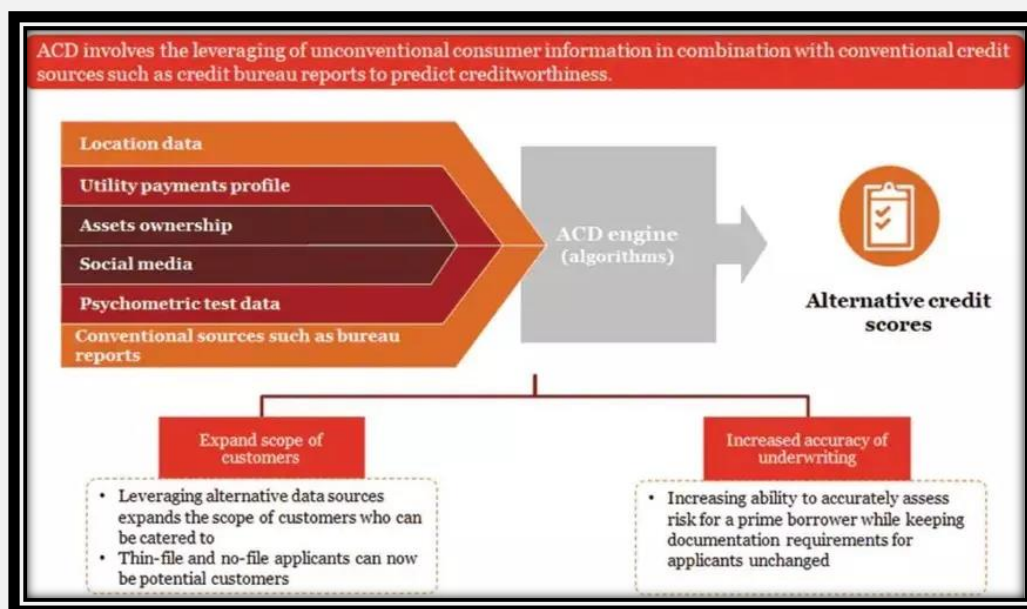 ACD involves the leveraging of unconventional consumer information in combination with conventional credit
sources such as credit bureau reports to predict creditworthiness.
Location data
Utility payments profile
Assets ownership
Social media
Psychometric test data
Conventional sources such as bureau
reports
ACD engine
(algorithms)
Alternative credit
scores
Expand scope of
customers
• Leveraging alternative data sources
expands the scope of customers who can
be catered to
• Thin-file and no-file applicants can now
be potential customers
Increased accuracy of
underwriting
• Increasing ability to accurately assess
risk for a prime borrower while keeping
documentation requirements for
applicants unchanged